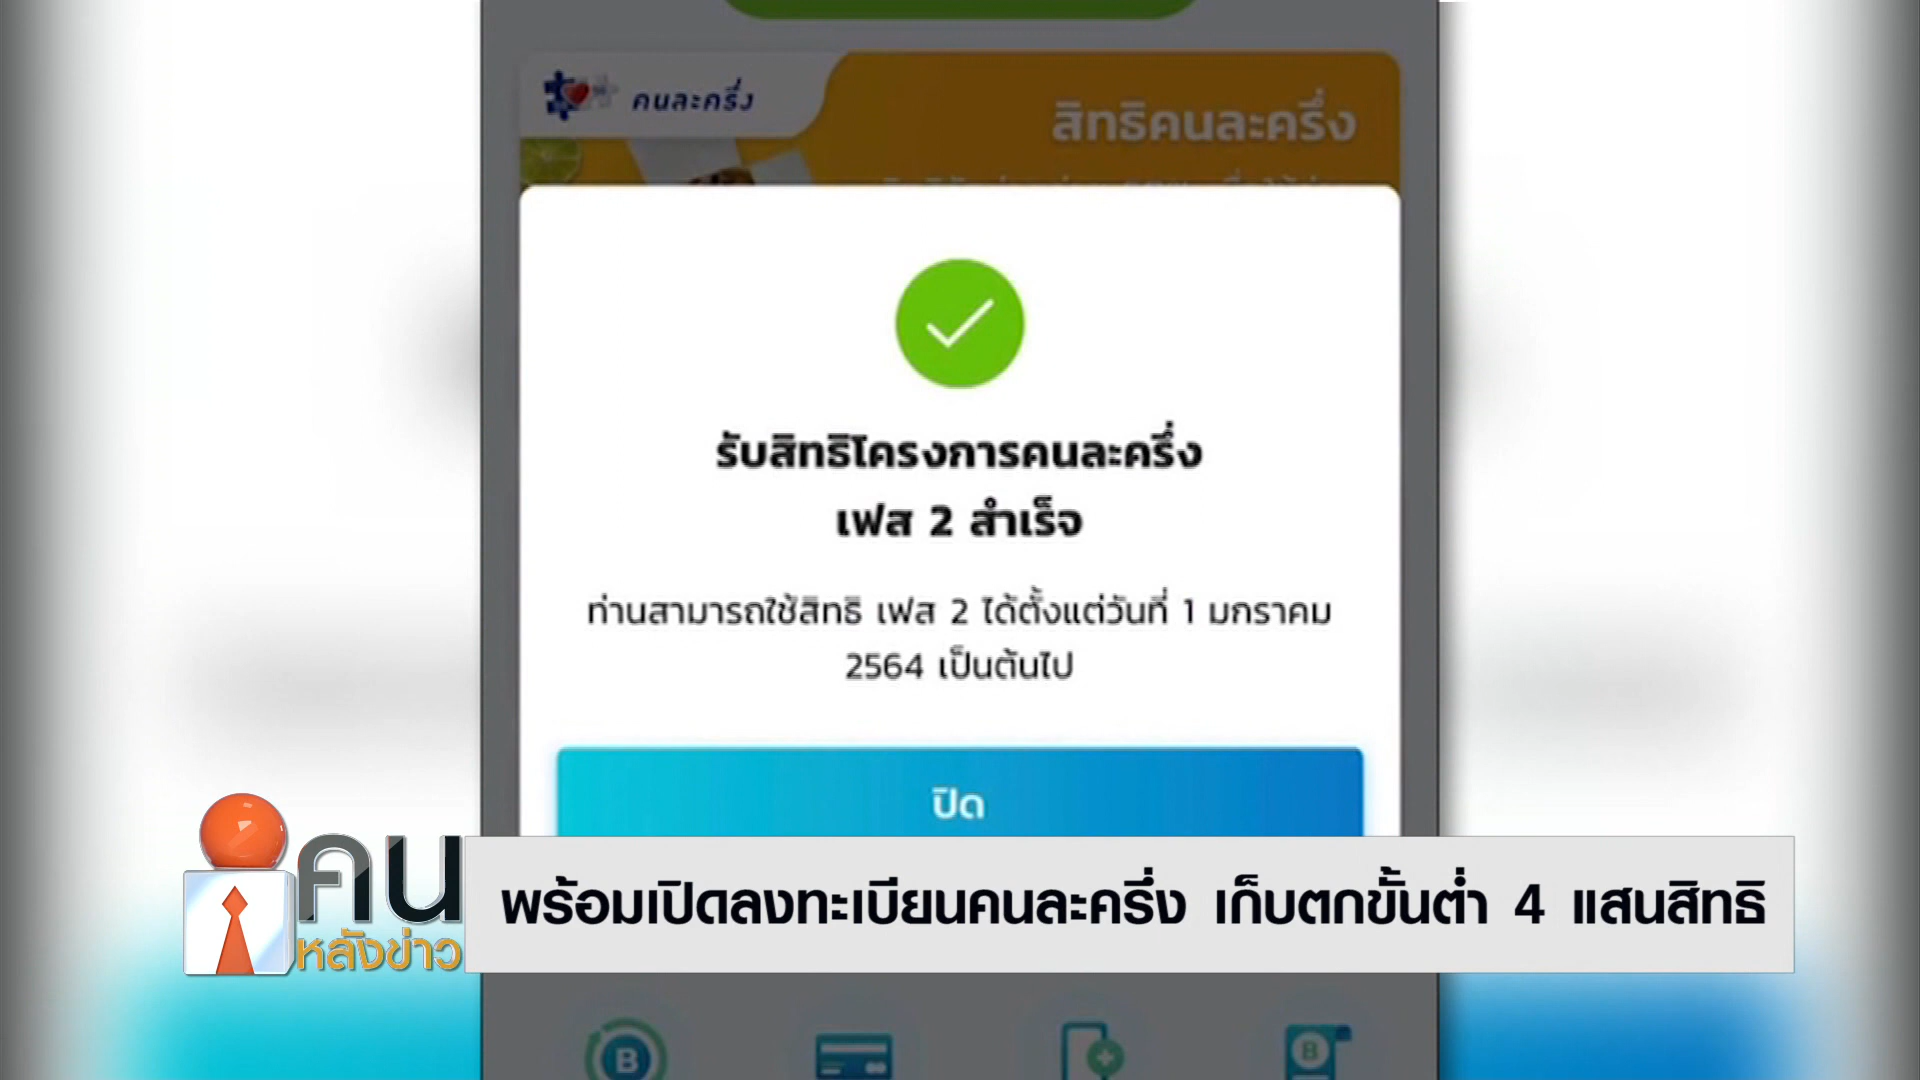 คนละครึ่ง
สิทธิคนละครึ่ง
รับสิทธิโครงการคนละครึ่ง
เฟส 2 สำเร็จ
ท่านสามารถใช้สิทธิ เฟส 2 ได้ตั้งแต่วันที่ 1 มกราคม
2564 เป็นต้นไป
ปิด
คน
หลังข่าว
พร้อมเปิดลงทะเบียนคนละครึ่ง เก็บตกขั้นต่ำ 4 แสนสิทธิ
B
B